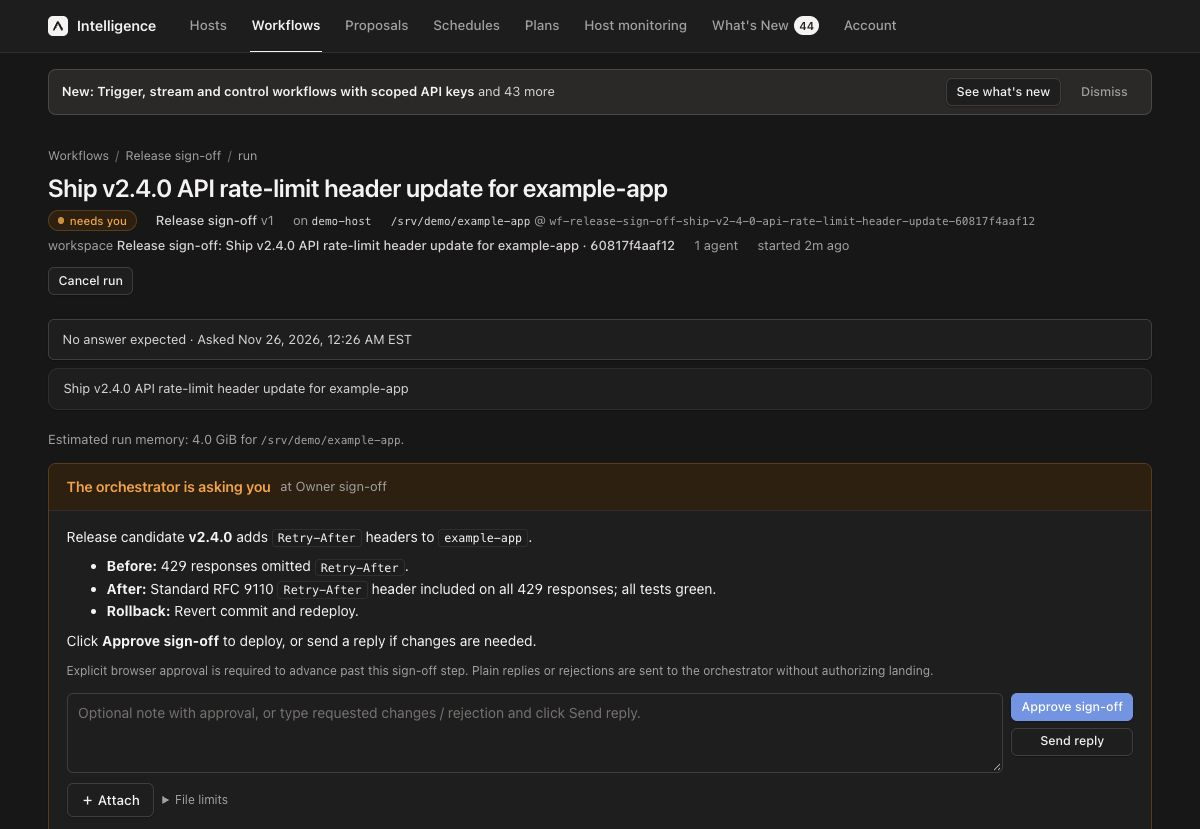 Intelligence Hosts Workflows Proposals Schedules Plans Host monitoring What's New 44 Account
New: Trigger, stream and control workflows with scoped API keys and 43 more See what's new Dismiss
Workflows / Release sign-off / run
Ship v2.4.0 API rate-limit header update for example-app
needs you Release sign-off v1 on demo-host /srv/demo/example-app @ wf-release-sign-off-ship-v2-4-0-api-rate-limit-header-update-60817f4aaf12
workspace Release sign-off: Ship v2.4.0 API rate-limit header update for example-app · 60817f4aaf12 1 agent started 2m ago
Cancel run
No answer expected · Asked Nov 26, 2026, 12:26 AM EST
Ship v2.4.0 API rate-limit header update for example-app
Estimated run memory: 4.0 GiB for /srv/demo/example-app.
The orchestrator is asking you at Owner sign-off
Release candidate v2.4.0 adds Retry-After headers to example-app.
• Before: 429 responses omitted Retry-After.
• After: Standard RFC 9110 Retry-After header included on all 429 responses; all tests green.
• Rollback: Revert commit and redeploy.
Click Approve sign-off to deploy, or send a reply if changes are needed.
Explicit browser approval is required to advance past this sign-off step. Plain replies or rejections are sent to the orchestrator without authorizing landing.
Optional note with approval, or type requested changes / rejection and click Send reply.
Approve sign-off
Send reply
+ Attach ▶ File limits